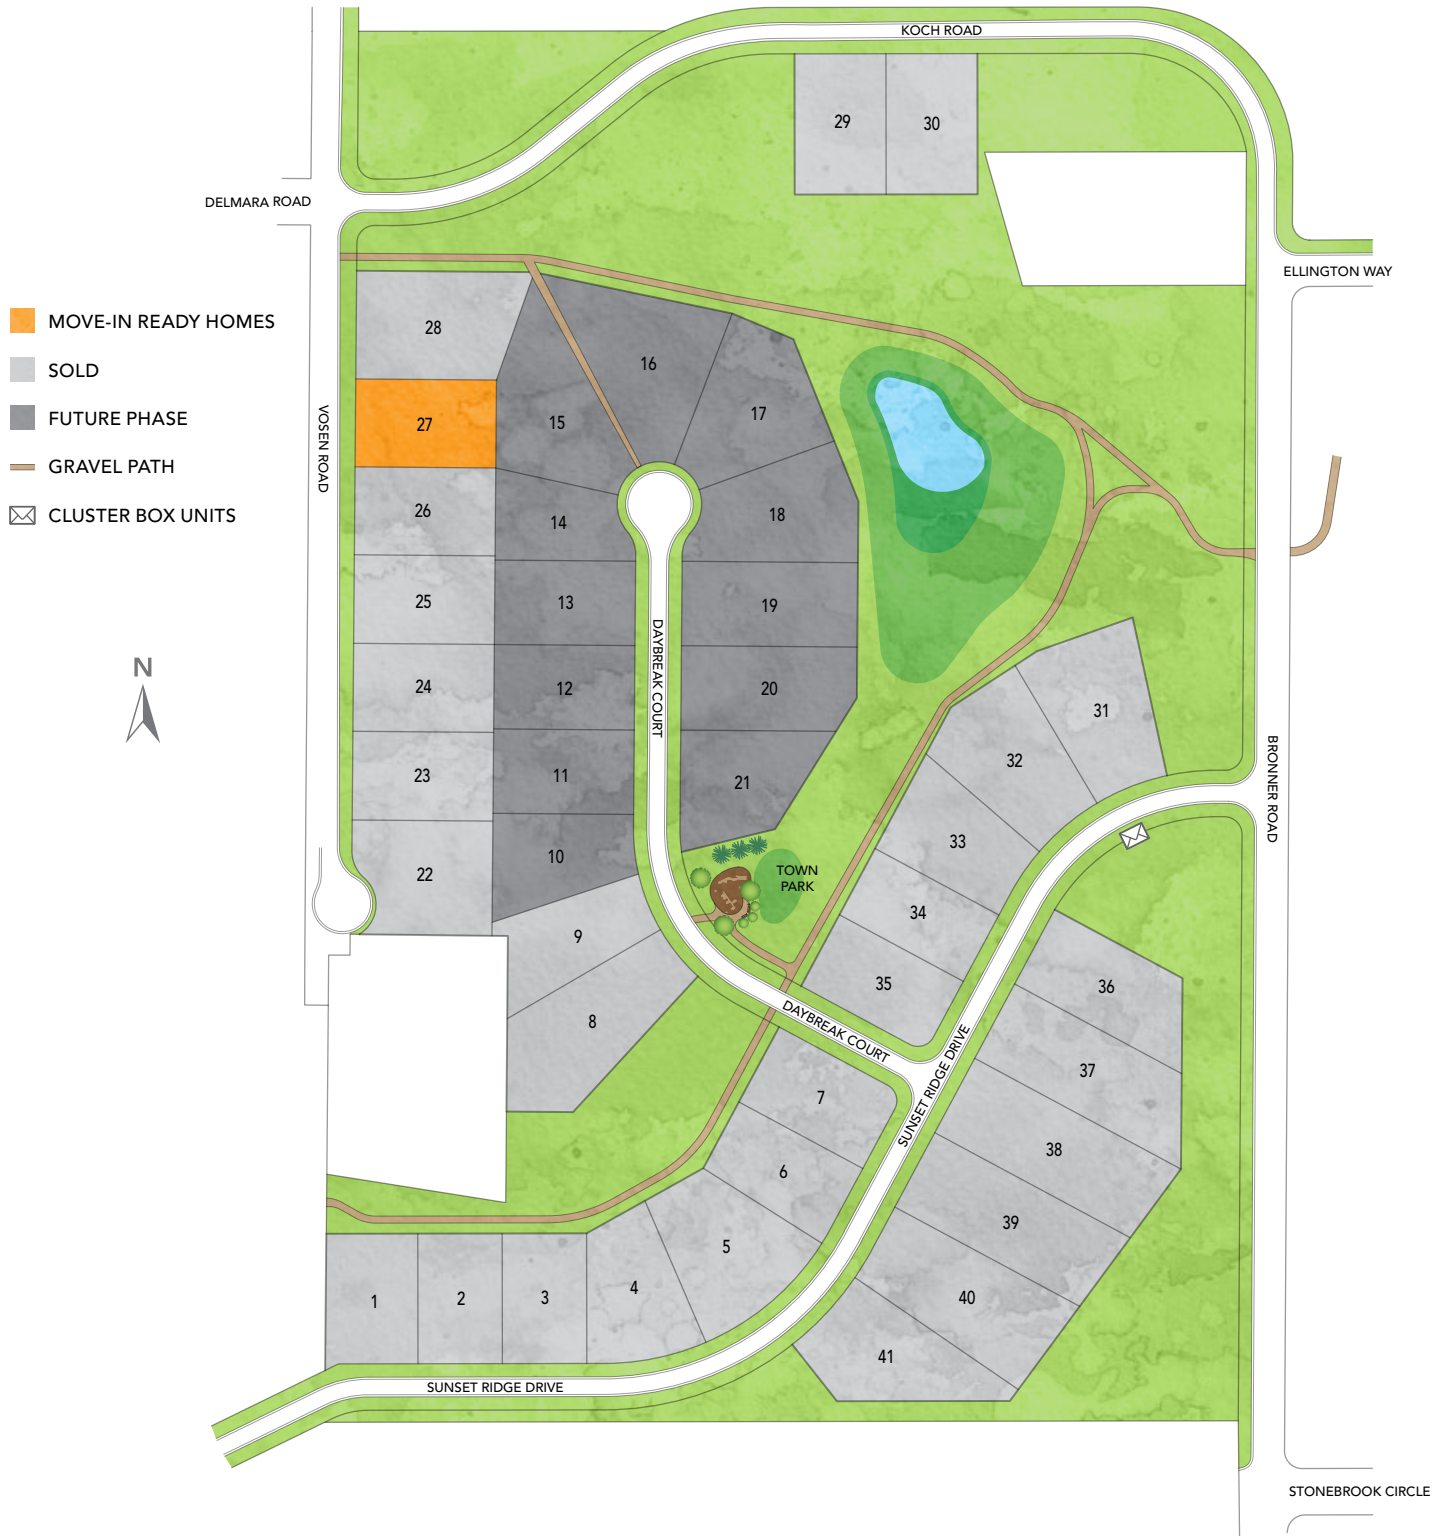 KOCH ROAD
29
30
DELMARA ROAD
ELLINGTON WAY
MOVE-IN READY HOMES
SOLD
FUTURE PHASE
GRAVEL PATH
CLUSTER BOX UNITS
N
VOSEN ROAD
28
27
26
25
24
23
22
16
15
17
14
18
13
19
12
20
11
21
10
DAYBREAK COURT
TOWN
PARK
9
8
31
32
33
34
35
BRONNER ROAD
DAYBREAK COURT
SUNSET RIDGE DRIVE
36
37
38
39
40
41
7
6
5
4
3
2
1
SUNSET RIDGE DRIVE
STONEBROOK CIRCLE